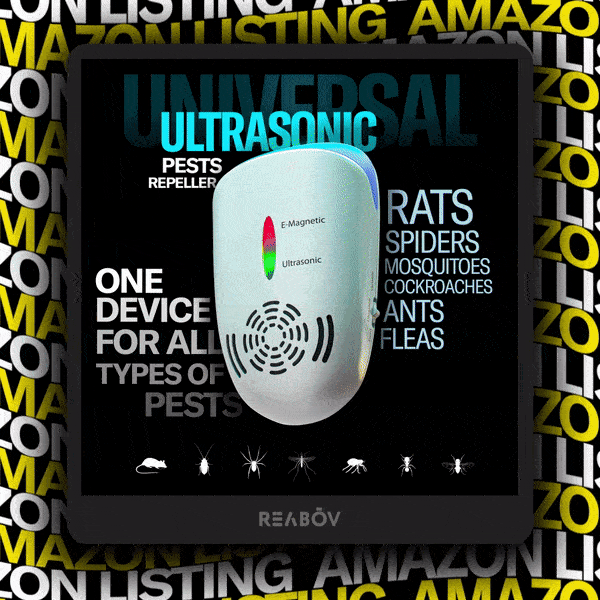 AMAZON LISTING AMAZON
UNIVERSAL
ULTRASONIC
PESTS
REPELLER
E-Magnetic
Ultrasonic
RATS
SPIDERS
MOSQUITOES
COCKROACHES
ANTS
FLEAS
ONE
DEVICE
FOR ALL
TYPES OF
PESTS
REABŌV
AMAZON LISTING AMAZON
ZON LISTING AMAZO